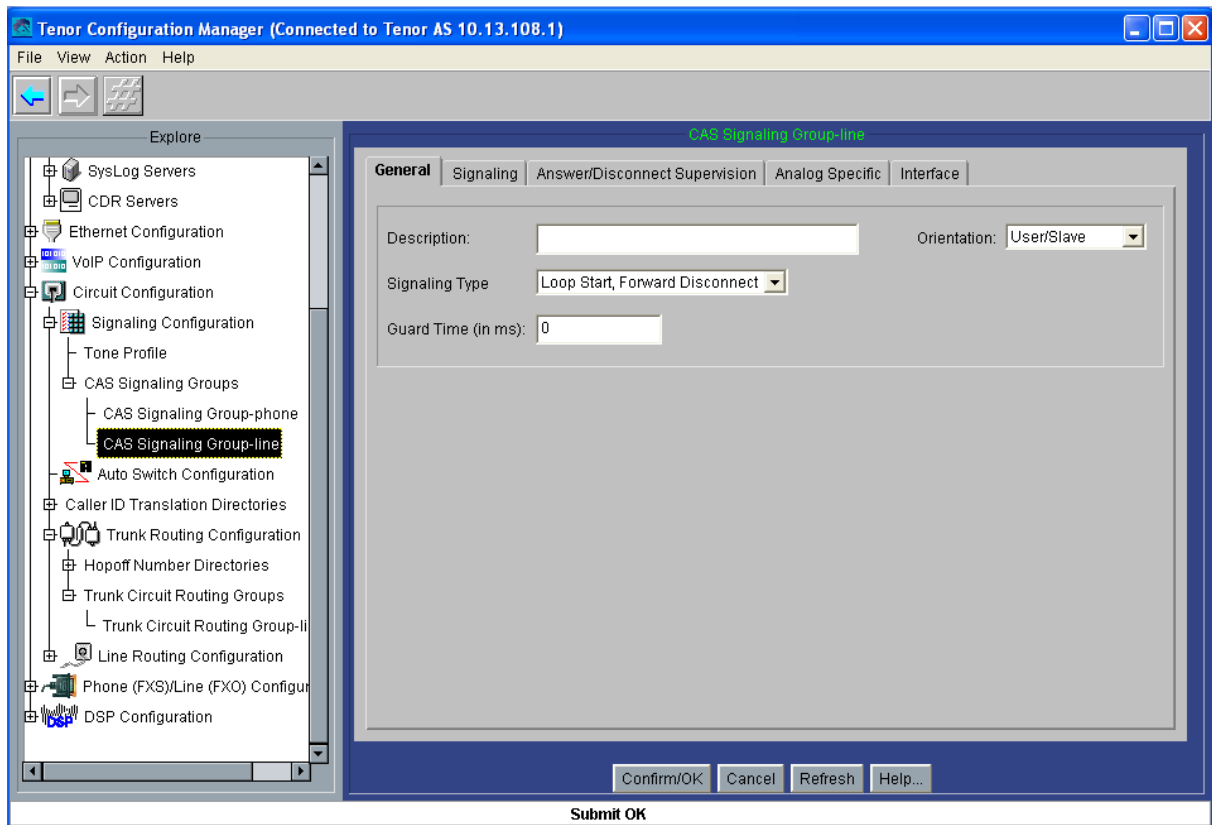 Tenor Configuration Manager (Connected to Tenor AS 10.13.108.1)
File View Action Help
Explore
SysLog Servers
CDR Servers
Ethernet Configuration
VoIP Configuration
Circuit Configuration
Signaling Configuration
Tone Profile
CAS Signaling Groups
CAS Signaling Group-phone
CAS Signaling Group-line
Auto Switch Configuration
Caller ID Translation Directories
Trunk Routing Configuration
Hopoff Number Directories
Trunk Circuit Routing Groups
Trunk Circuit Routing Group-li
Line Routing Configuration
Phone (FXS)/Line (FXO) Configur
DSP DSP Configuration
CAS Signaling Group-line
General Signaling Answer/Disconnect Supervision Analog Specific Interface
Description: Orientation: User/Slave
Signaling Type Loop Start, Forward Disconnect
Guard Time (in ms): 0
Confirm/OK Cancel Refresh Help...
Submit OK